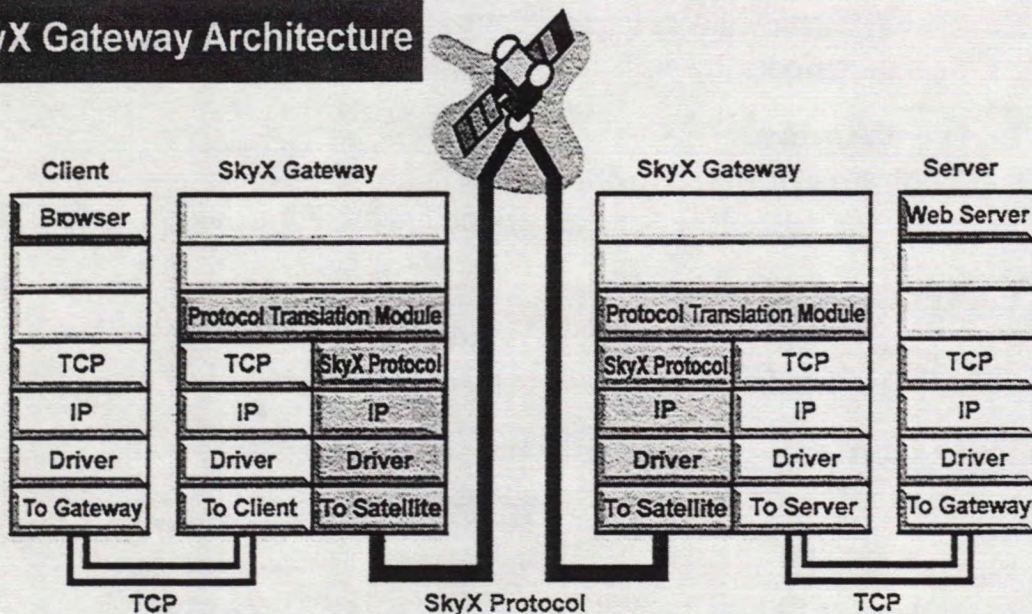 yX Gateway Architecture
Client SkyX Gateway SkyX Gateway Server
Browser Web Server
Protocol Translation Module Protocol Translation Module
TCP TCP SkyX Protocol SkyX Protocol TCP TCP
IP IP IP IP IP IP
Driver Driver Driver Driver Driver Driver
To Gateway To Client To Satellite To Satellite To Server To Gateway
TCP SkyX Protocol TCP